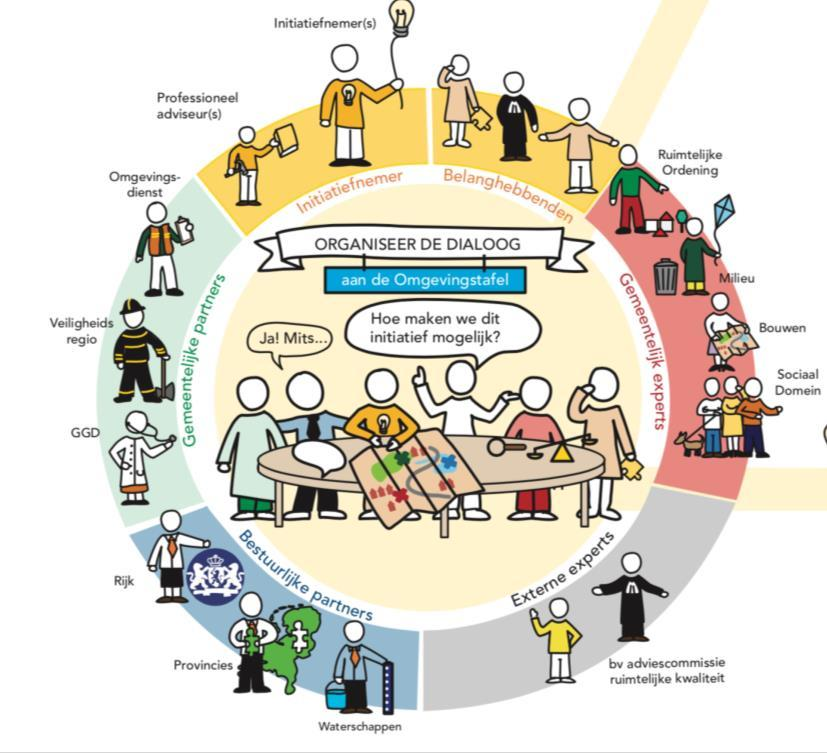 Initiatiefnemer(s)
Professioneel
adviseur(s)
Omgevings-
dienst
Veiligheids
regio
GGD
Rijk
Provincies
Waterschappen
bv adviescommissie
ruimtelijke kwaliteit
Ruimtelijke
Ordening
Milieu
Bouwen
Sociaal
Domein
Initiatiefnemer
Belanghebbenden
Gemeentelijke partners
Gemeentelijk experts
Bestuurlijke partners
Externe experts
ORGANISEER DE DIALOOG
aan de Omgevingstafel
Ja! Mits...
Hoe maken we dit
initiatief mogelijk?